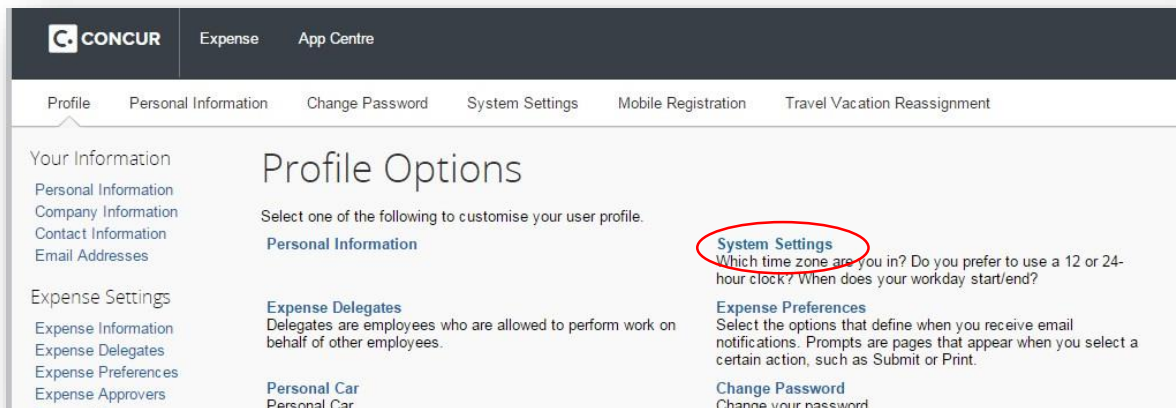 C. CONCUR Expense App Centre
Profile Personal Information Change Password System Settings Mobile Registration Travel Vacation Reassignment
Your Information
Personal Information
Company Information
Contact Information
Email Addresses
Expense Settings
Expense Information
Expense Delegates
Expense Preferences
Expense Approvers
Profile Options
Select one of the following to customise your user profile.
Personal Information
System Settings
Which time zone are you in? Do you prefer to use a 12 or 24-
hour clock? When does your workday start/end?
Expense Delegates
Delegates are employees who are allowed to perform work on
behalf of other employees.
Expense Preferences
Select the options that define when you receive email
notifications. Prompts are pages that appear when you select a
certain action, such as Submit or Print.
Personal Car
Personal Car
Change Password
Change your password